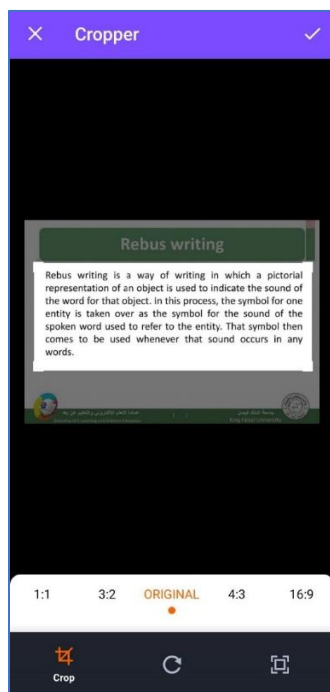 Cropper
Rebus writing
Rebus writing is a way of writing in which a pictorial
representation of an object is used to indicate the sound of
the word for that object. In this process, the symbol for one
entity is taken over as the symbol for the sound of the
spoken word used to refer to the entity. That symbol then
comes to be used whenever that sound occurs in any
words.
جامعة الملك فيصل
King Faisal University
1:1 3:2 ORIGINAL 4:3 16:9
Crop